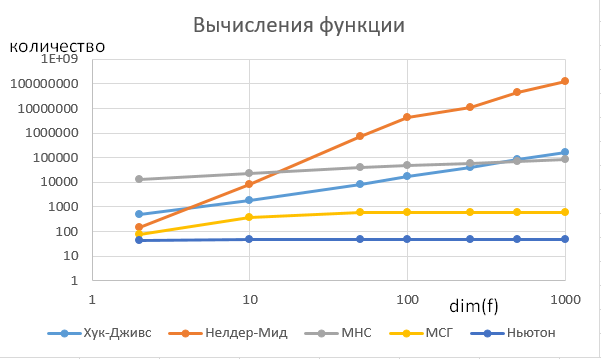 Вычисления функции
количество
1E+09
100000000
10000000
1000000
100000
10000
1000
100
10
1
1 10 100 1000
dim(f)
Хук-Дживс Нелдер-Мид МНС МСГ Ньютон